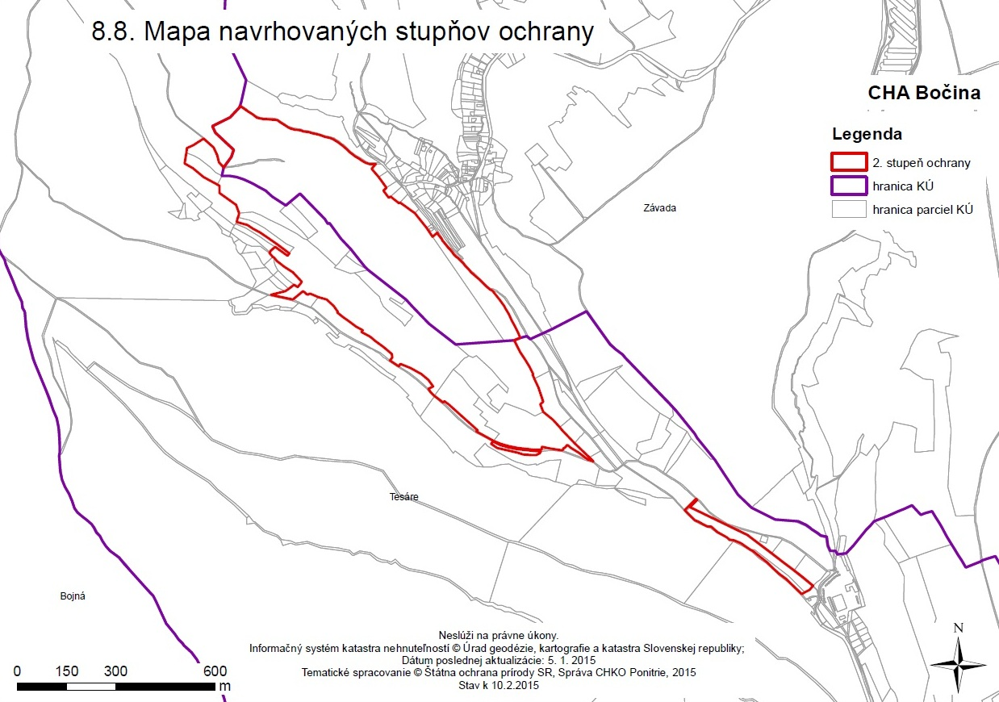 8.8. Mapa navrhovaných stupňov ochrany
CHA Bočina
Legenda
2. stupeň ochrany
hranica KÚ
hranica parciel KÚ
Závada
Tesáre
Bojná
Neslúži na právne úkony.
Informačný systém katastra nehnuteľností © Úrad geodézie, kartografie a katastra Slovenskej republiky;
Dátum poslednej aktualizácie: 5. 1. 2015
Tematické spracovanie © Štátna ochrana prírody SR, Správa CHKO Ponitrie, 2015
Stav k 10.2.2015
0 150 300 600
m
N